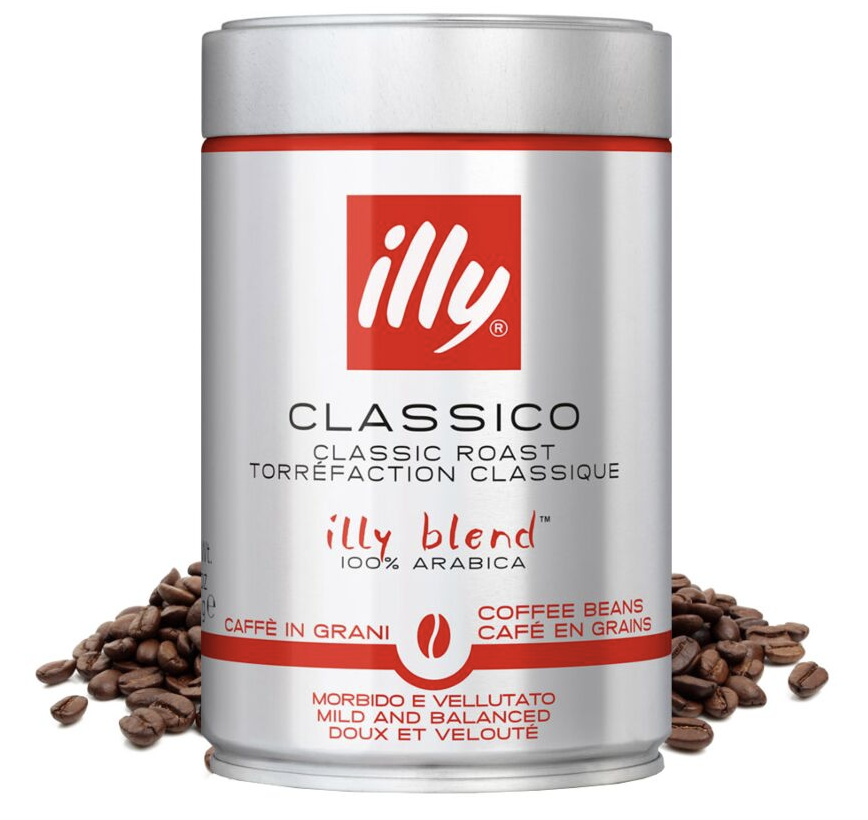 illy®
CLASSICO
CLASSIC ROAST
TORRÉFACTION CLASSIQUE
illy blend™
100% ARABICA
CAFFÈ IN GRANI
COFFEE BEANS
CAFÉ EN GRAINS
MORBIDO E VELLUTATO
MILD AND BALANCED
DOUX ET VELOUTÉ